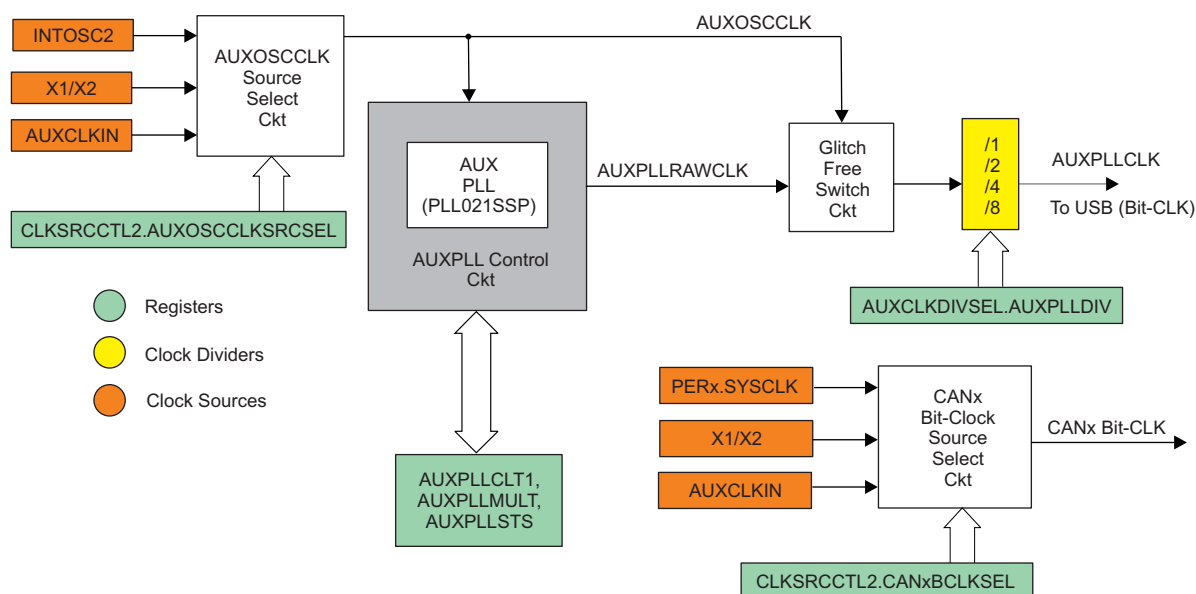 INTOSC2
X1/X2
AUXCLKIN
AUXOSCCLK
Source
Select
Ckt
CLKSRCCTL2.AUXOSCCLKSRCSEL
AUXOSCCLK
AUX
PLL
(PLL021SSP)
AUXPLL Control
Ckt
AUXPLLRAWCLK
Glitch
Free
Switch
Ckt
/1
/2
/4
/8
AUXPLLCLK
To USB (Bit-CLK)
AUXCLKDIVSEL.AUXPLLDIV
Registers
Clock Dividers
Clock Sources
AUXPLLCLT1,
AUXPLLMULT,
AUXPLLSTS
PERx.SYSCLK
X1/X2
AUXCLKIN
CANx
Bit-Clock
Source
Select
Ckt
CANx Bit-CLK
CLKSRCCTL2.CANxBCLKSEL